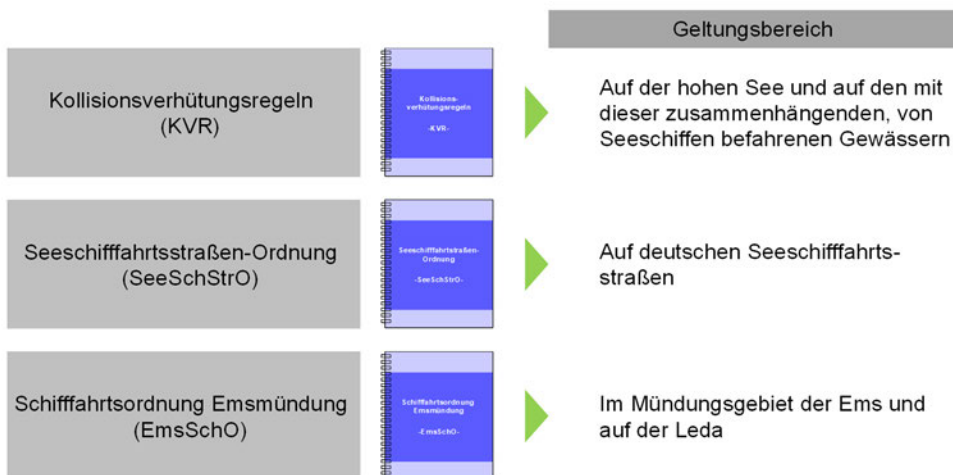 Geltungsbereich
Kollisionsverhütungsregeln
(KVR)
Kollisions-
verhütungsregeln
-KVR-
Auf der hohen See und auf den mit
dieser zusammenhängenden, von
Seeschiffen befahrenen Gewässern
Seeschifffahrtsstraßen-Ordnung
(SeeSchStrO)
Seeschifffahrtstraßen-
Ordnung
-SeeSchStrO-
Auf deutschen Seeschifffahrts-
straßen
Schifffahrtsordnung Emsmündung
(EmsSchO)
Schifffahrtsordnung
Emsmündung
-EmsSchO-
Im Mündungsgebiet der Ems und
auf der Leda